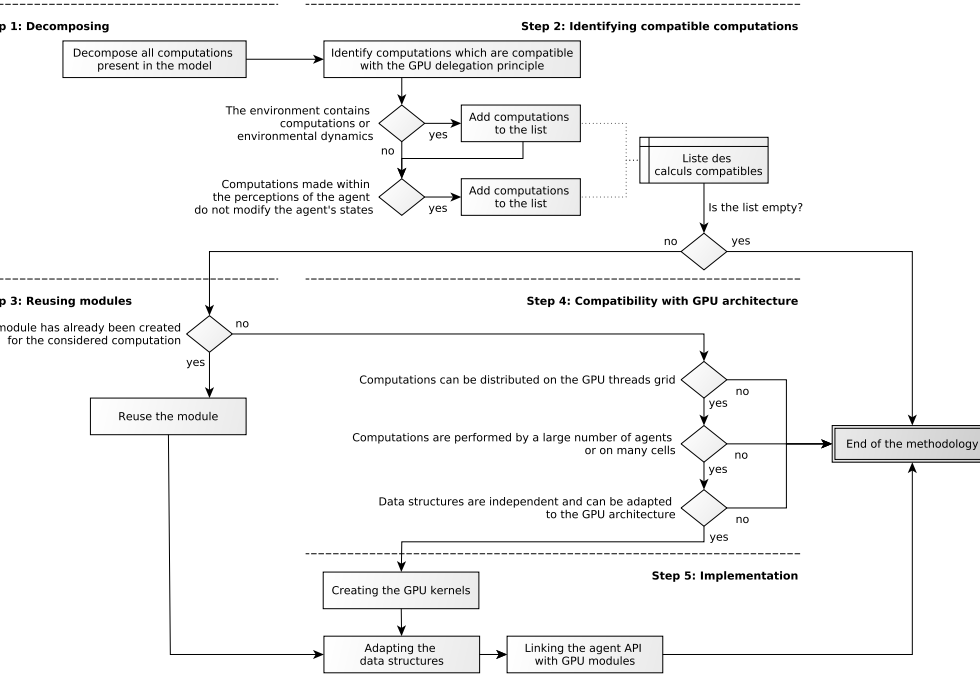 p 1: Decomposing
Step 2: Identifying compatible computations
Decompose all computations
present in the model
Identify computations which are compatible
with the GPU delegation principle
The environment contains
computations or
environmental dynamics
yes
no
Add computations
to the list
Liste des
calculs compatibles
Computations made within
the perceptions of the agent
do not modify the agent's states
yes
Add computations
to the list
Is the list empty?
no
yes
p 3: Reusing modules
Step 4: Compatibility with GPU architecture
module has already been created
for the considered computation
no
yes
Reuse the module
Computations can be distributed on the GPU threads grid
no
yes
Computations are performed by a large number of agents
or on many cells
no
yes
End of the methodology
Data structures are independent and can be adapted
to the GPU architecture
no
yes
Step 5: Implementation
Creating the GPU kernels
Adapting the
data structures
Linking the agent API
with GPU modules